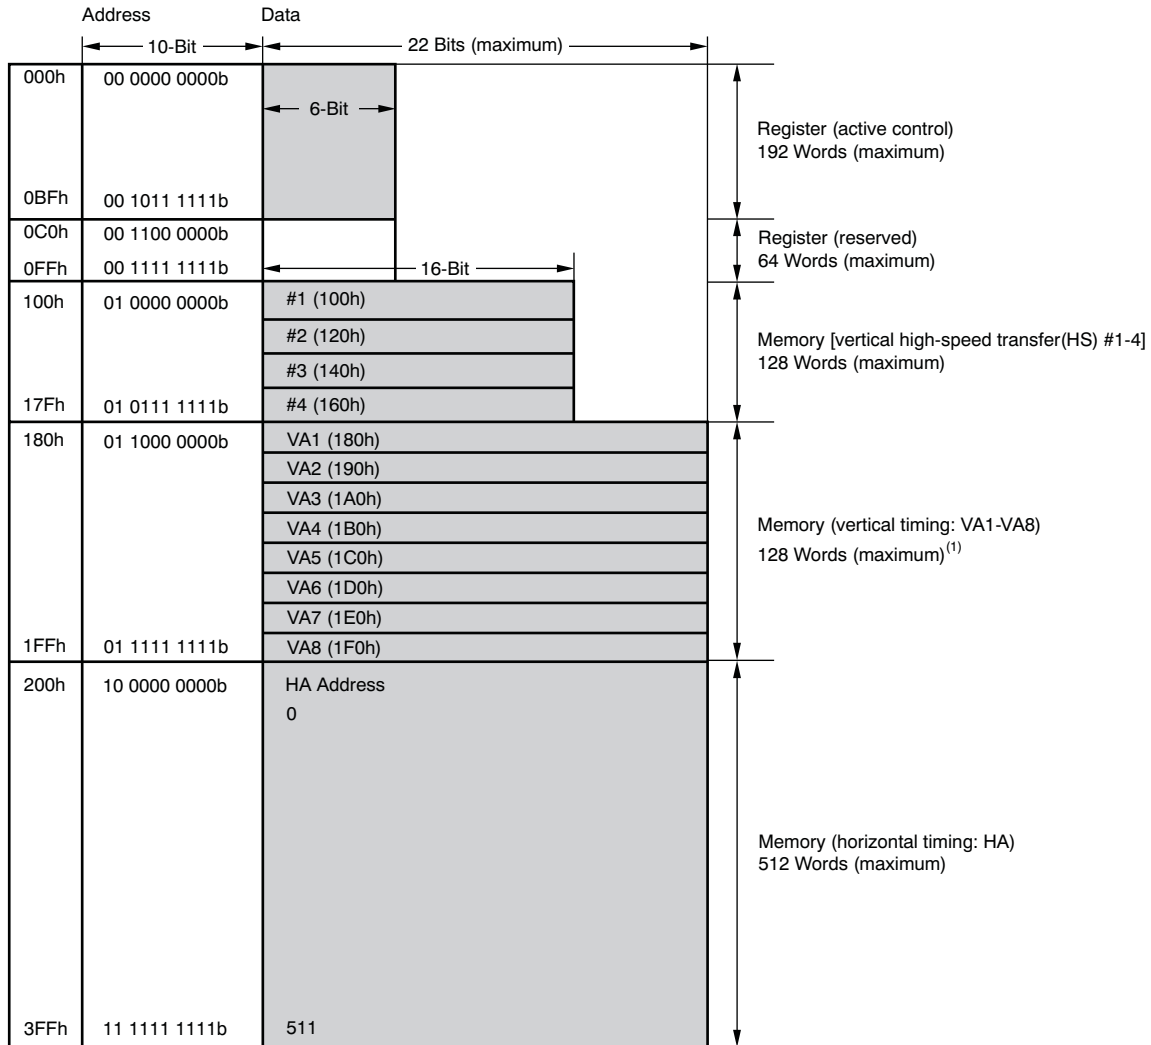 Address Data
10-Bit 22 Bits (maximum)
000h 00 0000 0000b
6-Bit
Register (active control)
192 Words (maximum)
0BFh 00 1011 1111b
0C0h 00 1100 0000b
Register (reserved)
64 Words (maximum)
0FFh 00 1111 1111b
16-Bit
100h 01 0000 0000b #1 (100h)
#2 (120h)
Memory [vertical high-speed transfer(HS) #1-4]
128 Words (maximum)
#3 (140h)
17Fh 01 0111 1111b #4 (160h)
180h 01 1000 0000b VA1 (180h)
VA2 (190h)
VA3 (1A0h)
VA4 (1B0h)
Memory (vertical timing: VA1-VA8)
128 Words (maximum)(1)
VA5 (1C0h)
VA6 (1D0h)
VA7 (1E0h)
1FFh 01 1111 1111b VA8 (1F0h)
200h 10 0000 0000b HA Address
0
Memory (horizontal timing: HA)
512 Words (maximum)
3FFh 11 1111 1111b 511